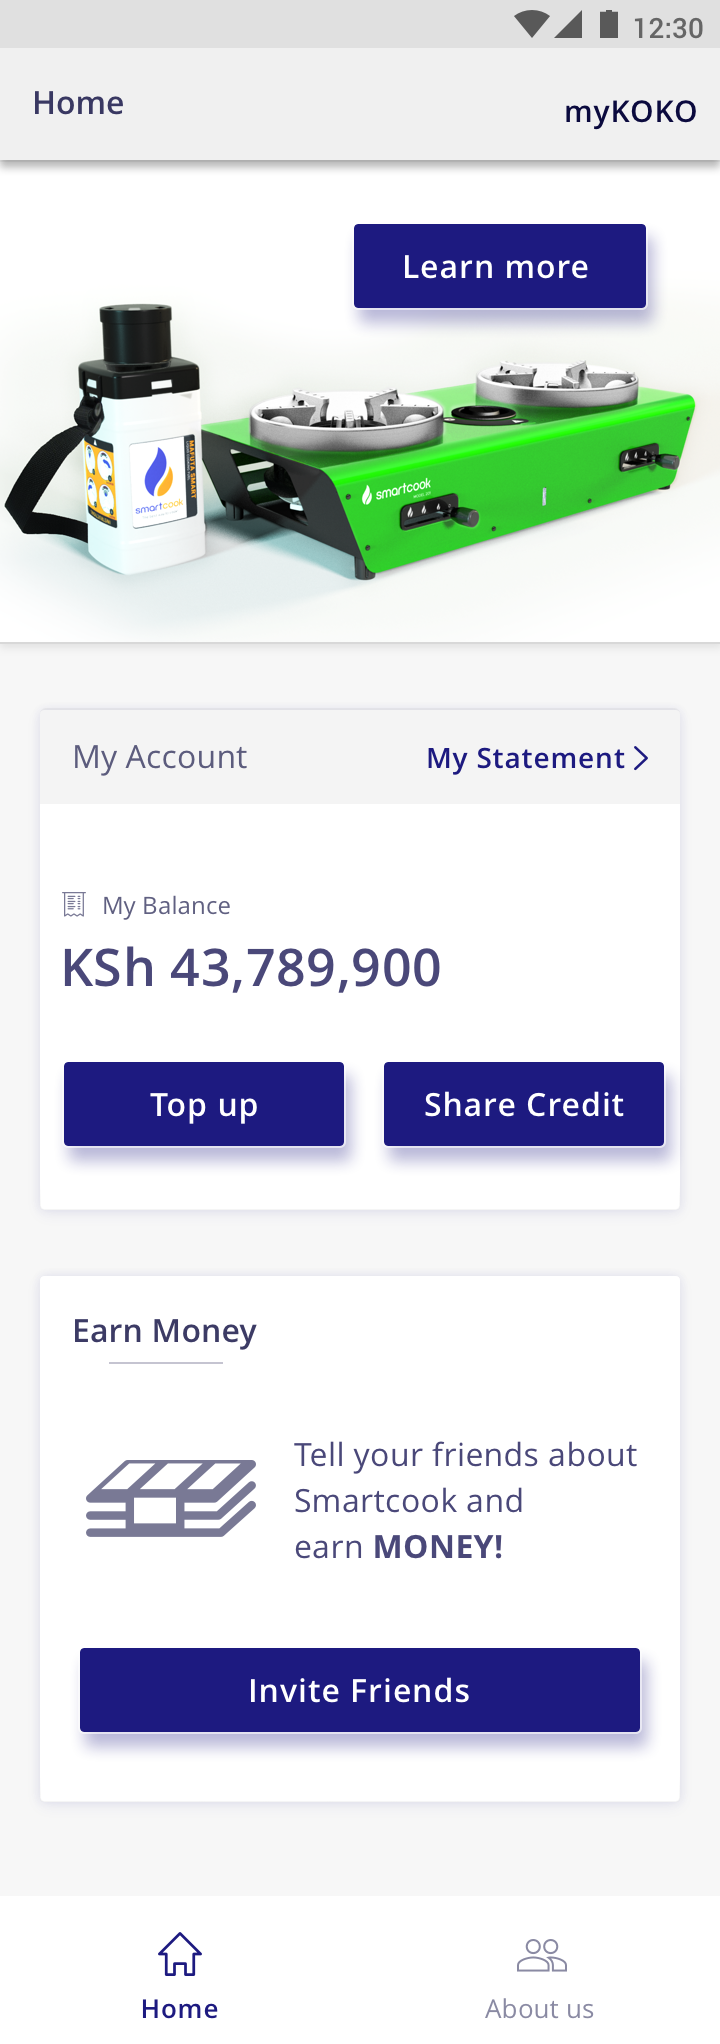 12:30
Home
myKOKO
Learn more
MAFUTA SMART
smartcook
smartcook
My Account
My Statement
My Balance
KSh 43,789,900
Top up
Share Credit
Earn Money
Tell your friends about
Smartcook and
earn MONEY!
Invite Friends
Home
About us